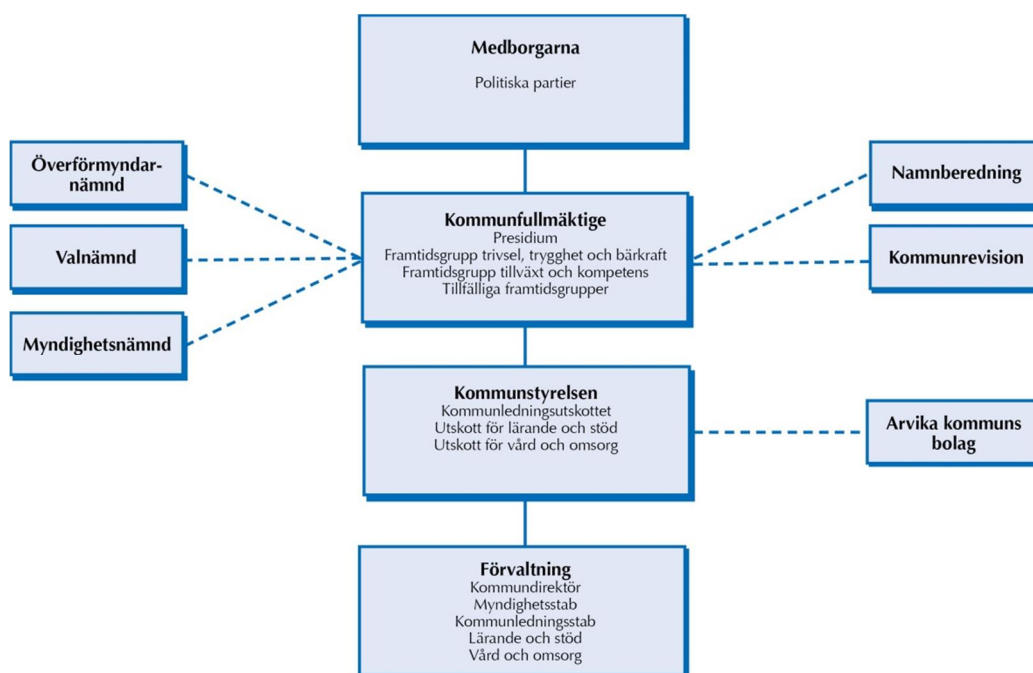 Medborgarna
Politiska partier
Överförmyndar-
nämnd
Valnämnd
Myndighetsnämnd
Kommunfullmäktige
Presidium
Framtidsgrupp trivsel, trygghet och bärkraft
Framtidsgrupp tillväxt och kompetens
Tillfälliga framtidsgrupper
Namnberedning
Kommunrevision
Kommunstyrelsen
Kommunledningsutskottet
Utskott för lärande och stöd
Utskott för vård och omsorg
Arvika kommuns
bolag
Förvaltning
Kommundirektör
Myndighetsstab
Kommunledningsstab
Lärande och stöd
Vård och omsorg